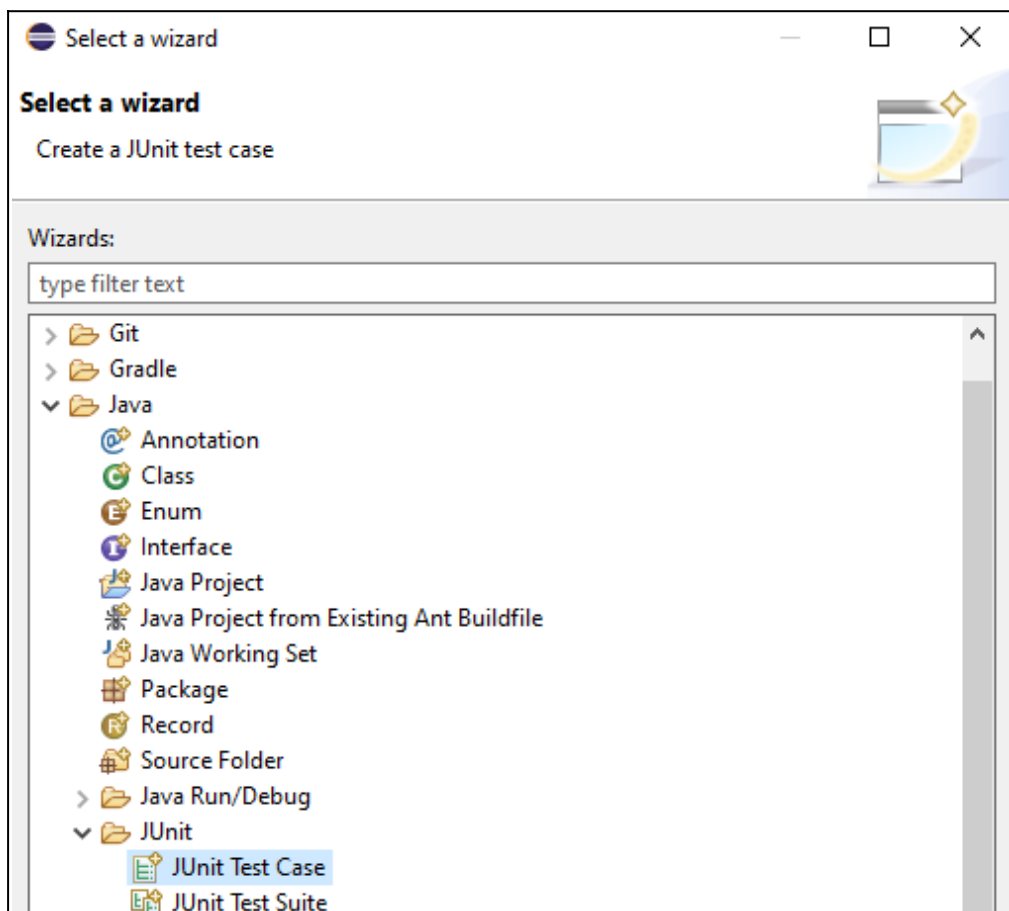 Select a wizard
Select a wizard
Create a JUnit test case
Wizards:
type filter text
Git
Gradle
Java
Annotation
Class
Enum
Interface
Java Project
Java Project from Existing Ant Buildfile
Java Working Set
Package
Record
Source Folder
Java Run/Debug
JUnit
JUnit Test Case
JUnit Test Suite